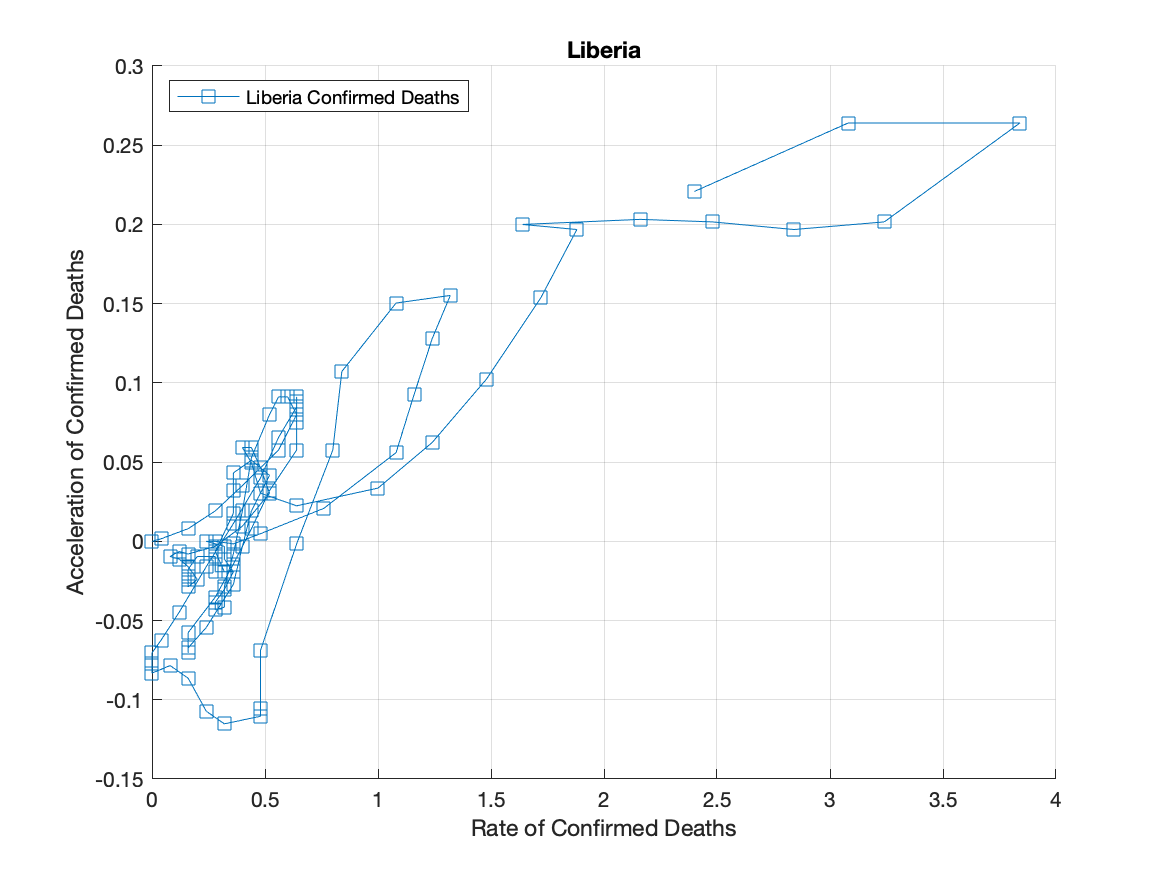 Liberia
Liberia Confirmed Deaths
Acceleration of Confirmed Deaths
0.3
0.25
0.2
0.15
0.1
0.05
0
-0.05
-0.1
-0.15
0 0.5 1 1.5 2 2.5 3 3.5 4
Rate of Confirmed Deaths